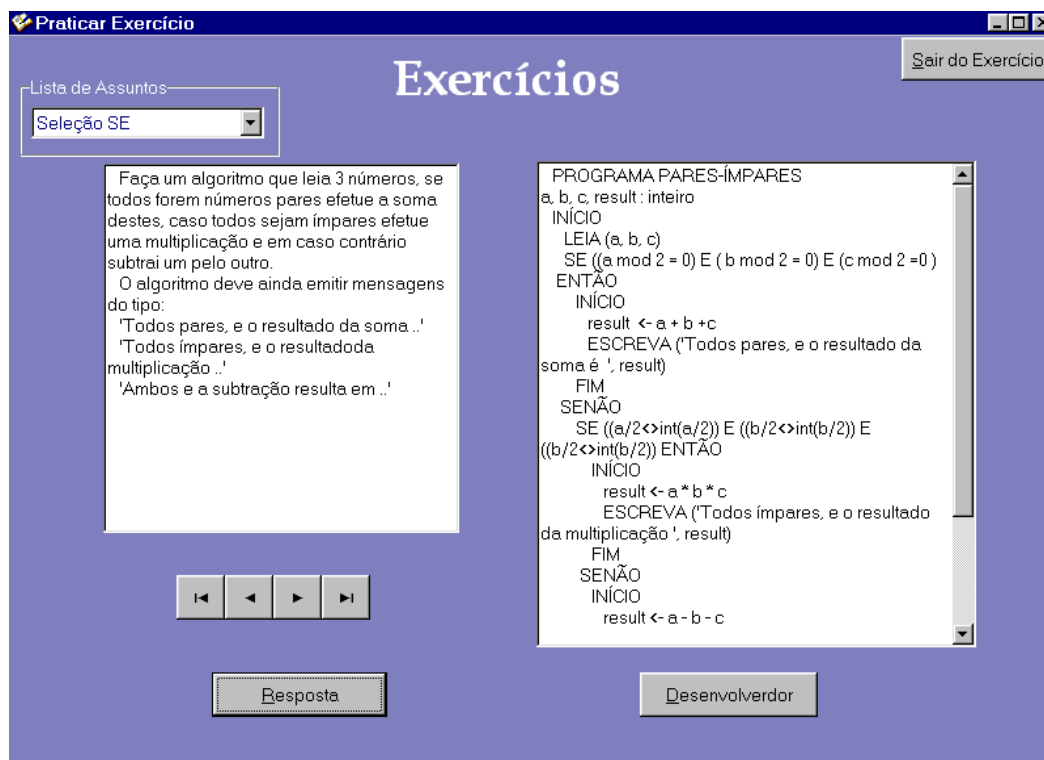 Praticar Exercício
Sair do Exercício
Exercícios
Lista de Assuntos
Seleção SE
Faça um algoritmo que leia 3 números, se
todos forem números pares efetue a soma
destes, caso todos sejam ímpares efetue
uma multiplicação e em caso contrário
subtrai um pelo outro.
O algoritmo deve ainda emitir mensagens
do tipo:
'Todos pares, e o resultado da soma ..'
'Todos ímpares, e o resultadoda
multiplicação ..'
'Ambos e a subtração resulta em ..'
PROGRAMA PARES-ÍMPARES
a, b, c, result : inteiro
INÍCIO
LEIA (a, b, c)
SE ((a mod 2 = 0) E ( b mod 2 = 0) E (c mod 2 =0 )
ENTÃO
INÍCIO
result <- a + b +c
ESCREVA ('Todos pares, e o resultado da
soma é ', result)
FIM
SENÃO
SE ((a/2<>int(a/2)) E ((b/2<>int(b/2)) E
((b/2<>int(b/2)) ENTÃO
INÍCIO
result <- a * b * c
ESCREVA ('Todos ímpares, e o resultado
da multiplicação ', result)
FIM
SENÃO
INÍCIO
result <- a - b - c
Resposta
Desenvolverdor